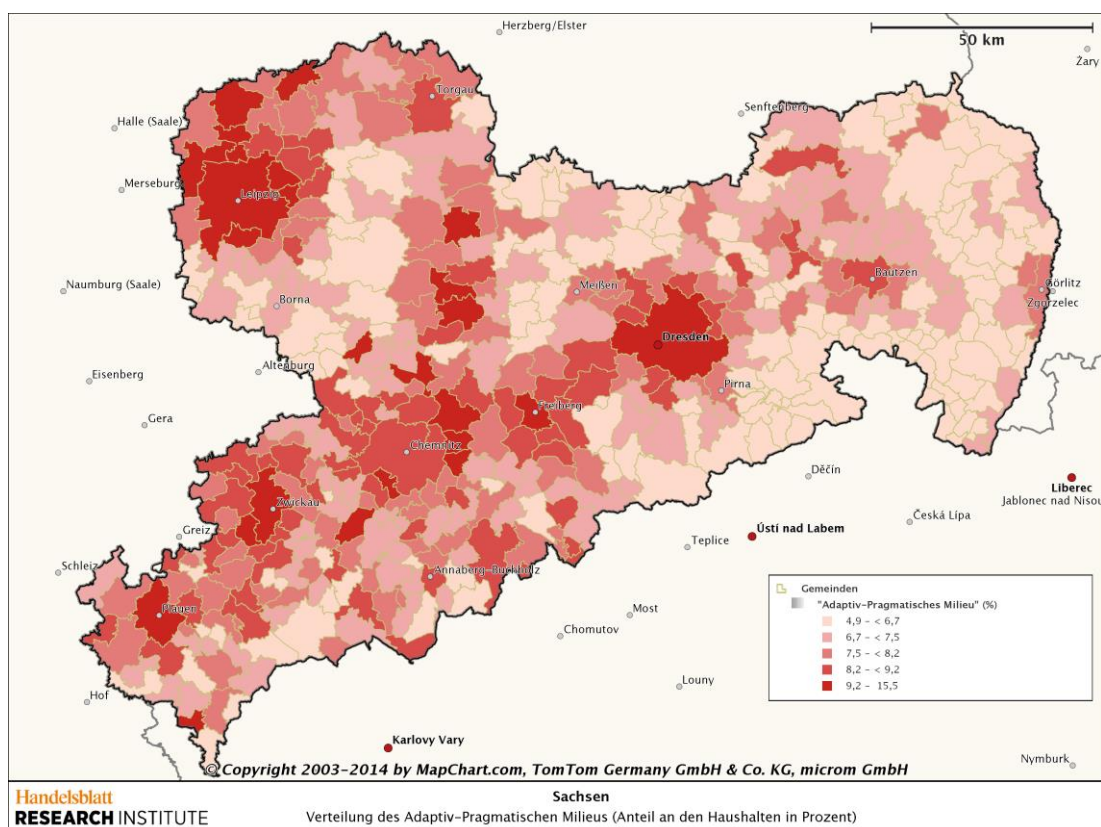 Herzberg/Elster
50 km
Żary
Torgau
Senftenberg
Halle (Saale)
Merseburg
Leipzig
Bautzen
Görlitz
Zgorzelec
Naumburg (Saale)
Borna
Meißen
Dresden
Altenburg
Eisenberg
Pirna
Freiberg
Gera
Chemnitz
Děčín
Liberec
Jablonec nad Nisou
Zwickau
Česká Lípa
Ústí nad Labem
Greiz
Teplice
Schleiz
Annaberg-Buchholz
Plauen
Most
Chomutov
Gemeinden
"Adaptiv-Pragmatisches Milieu" (%)
4,9 - < 6,7
6,7 - < 7,5
7,5 - < 8,2
8,2 - < 9,2
9,2 - 15,5
Louny
Hof
Karlovy Vary
Nymburk
© Copyright 2003-2014 by MapChart.com, TomTom Germany GmbH & Co. KG, microm GmbH
Handelsblatt
RESEARCH INSTITUTE
Sachsen
Verteilung des Adaptiv-Pragmatischen Milieus (Anteil an den Haushalten in Prozent)